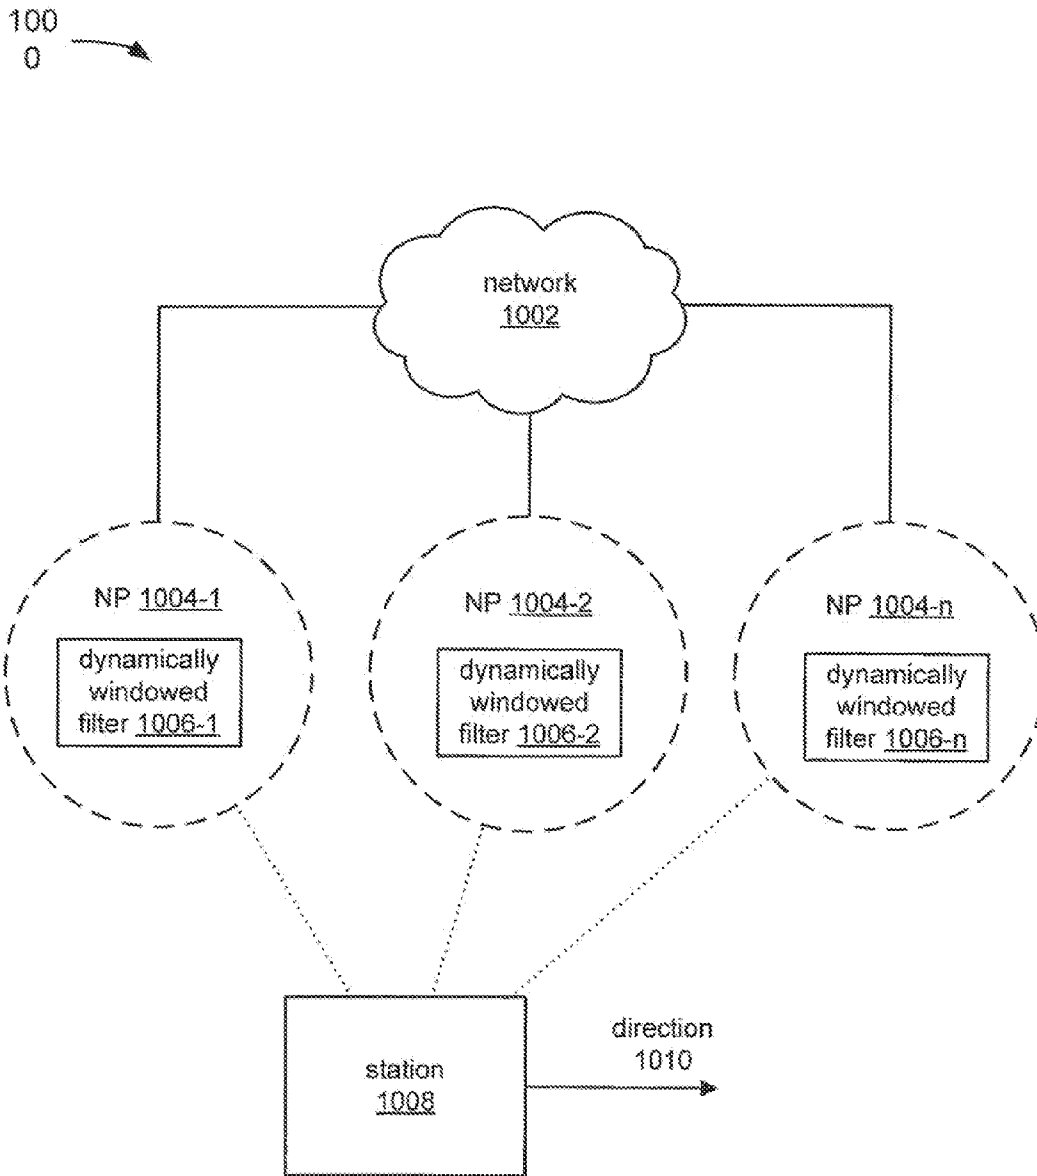 100
0
network
1002
NP 1004-1
dynamically
windowed
filter 1006-1
NP 1004-2
dynamically
windowed
filter 1006-2
NP 1004-n
dynamically
windowed
filter 1006-n
station
1008
direction
1010